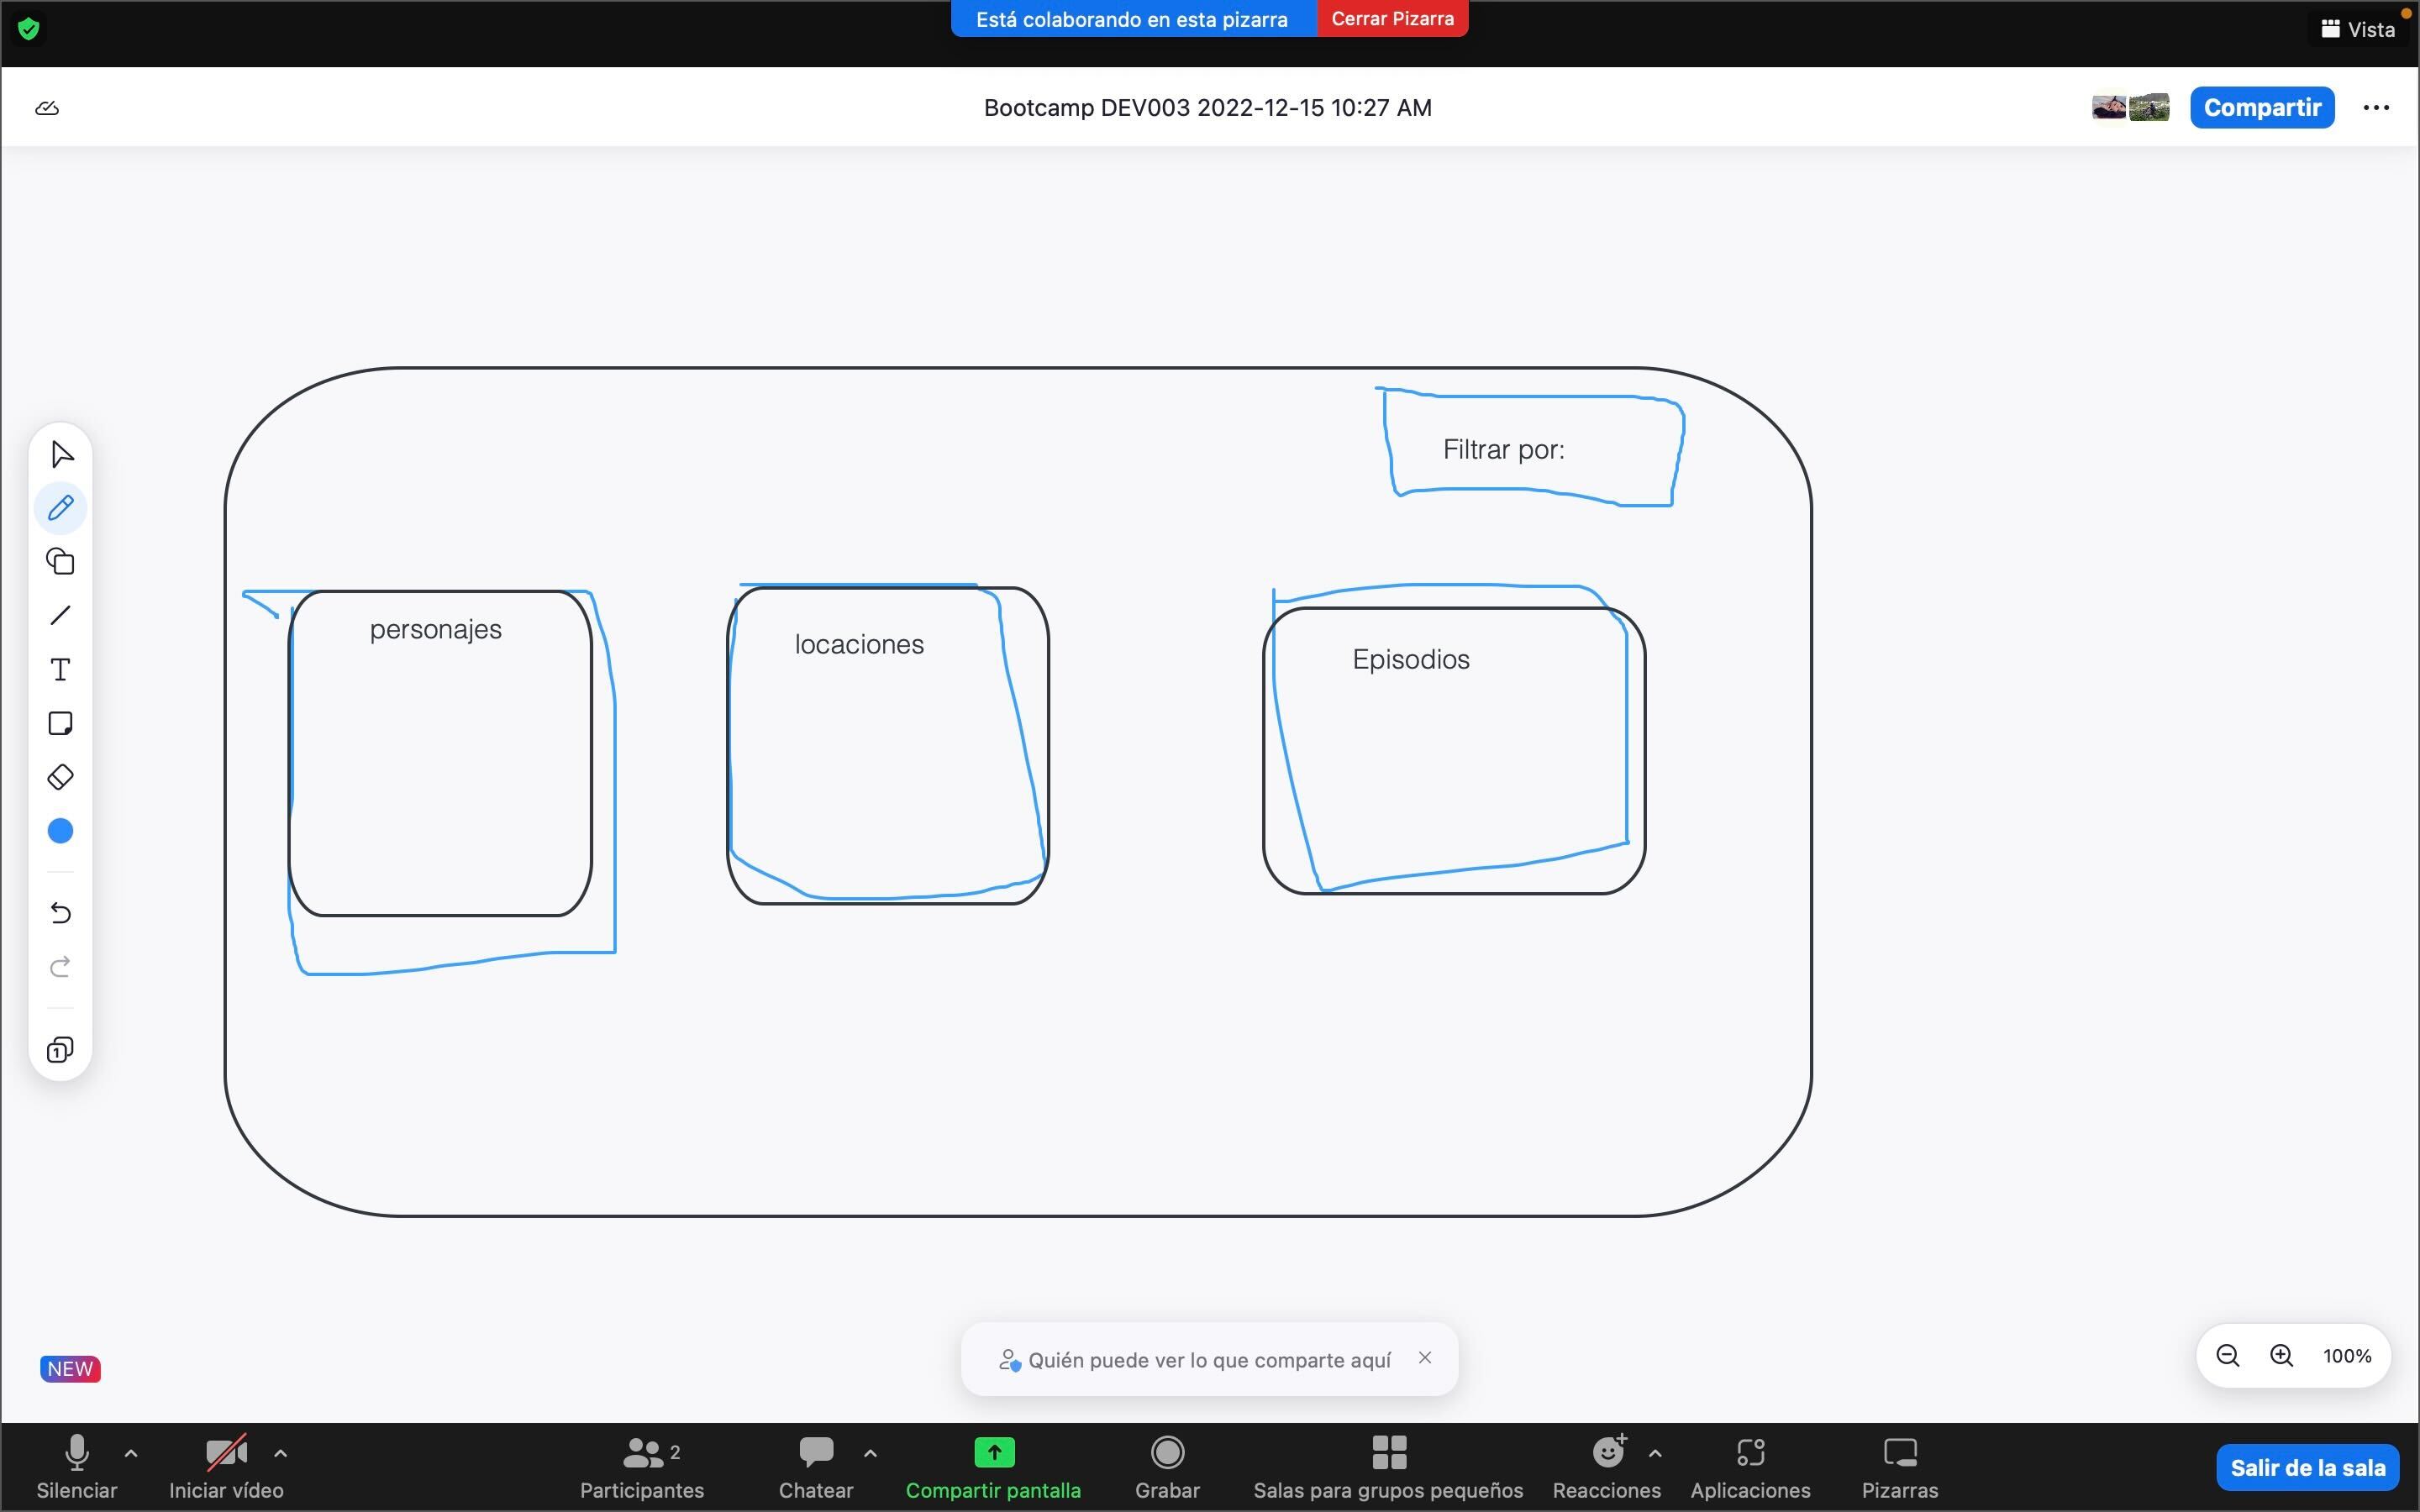 Está colaborando en esta pizarra
Cerrar Pizarra
Vista
Bootcamp DEV003 2022-12-15 10:27 AM
Compartir
Filtrar por:
personajes
locaciones
Episodios
T
1
Quién puede ver lo que comparte aquí
NEW
100%
2
Silenciar
Iniciar vídeo
Participantes
Chatear
Compartir pantalla
Grabar
Salas para grupos pequeños
Reacciones
Aplicaciones
Pizarras
Salir de la sala